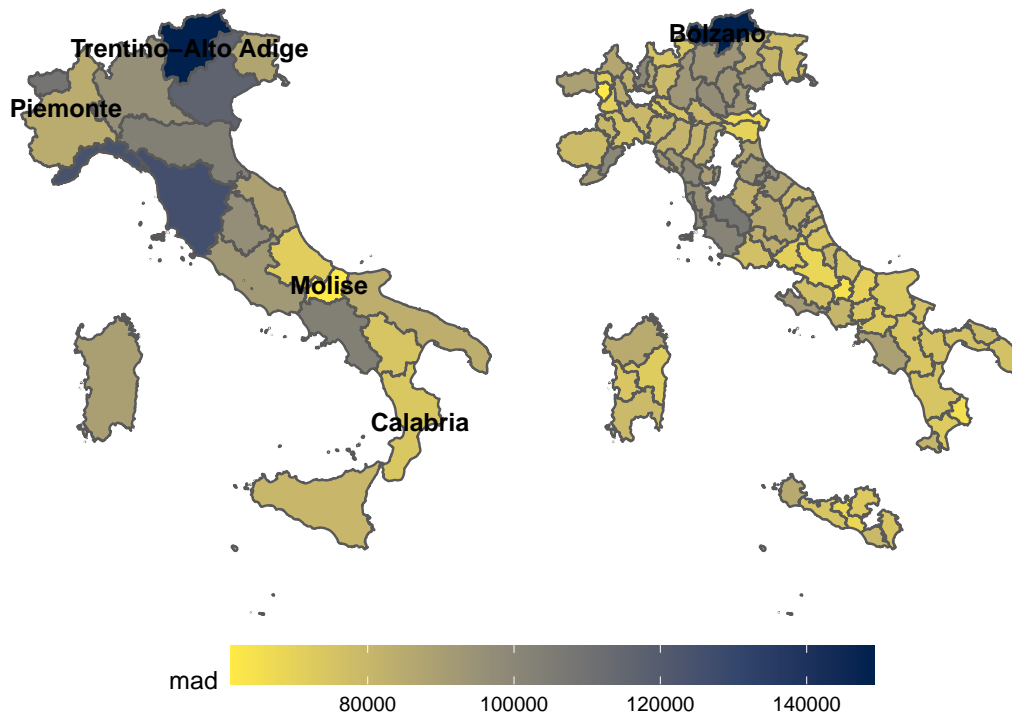 Trentino−Alto Adige
Bolzano
Piemonte
Molise
Calabria
mad
80000 100000 120000 140000